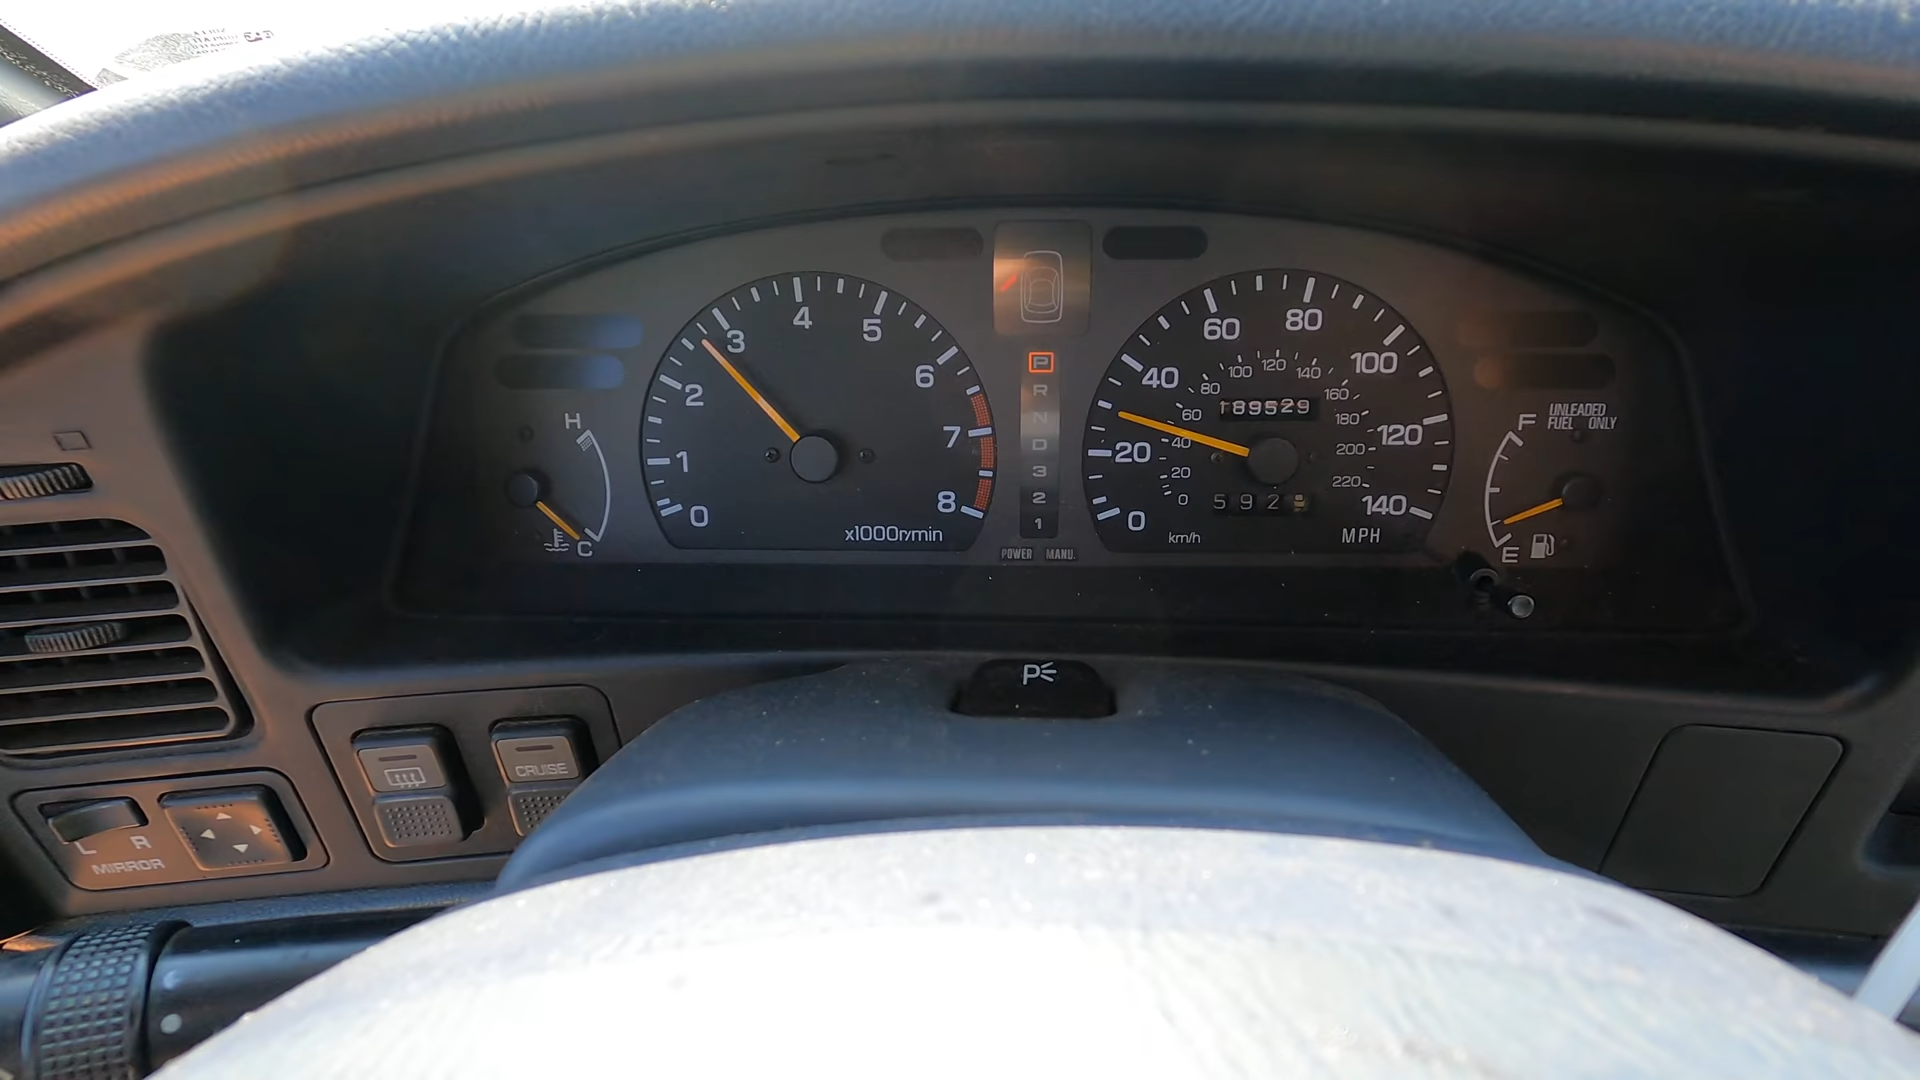 4
3
5
60
80
2
6
40
100
100
120
140
80
160
P
R
N
D
3
2
1
H
1
7
20
60
40
20
0
189529
180
200
220
120
F
UNLEADED
FUEL ONLY
0
8
x1000r/min
C
0
592
km/h
MPH
140
E
POWER MANU.
P
CRUISE
L R
MIRROR